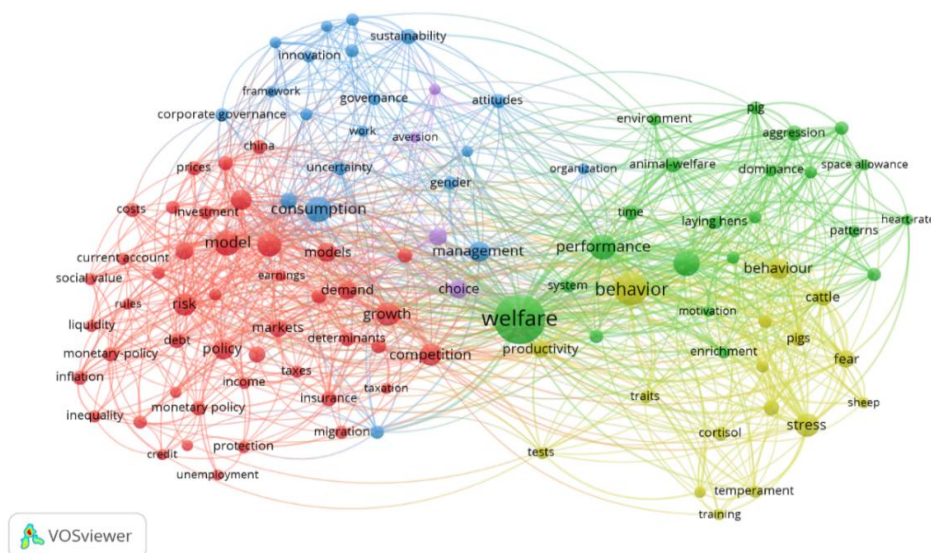 sustainability
innovation
framework
governance
attitudes
corporate governance
work
aversion
china
environment
pig
aggression
prices
uncertainty
organization
animal-welfare
dominance
space allowance
gender
costs
investment
consumption
time
laying hens
heart-rate
patterns
model
models
management
performance
current account
social value
earnings
choice
system
behavior
behaviour
rules
risk
demand
cattle
liquidity
markets
growth
welfare
motivation
debt
determinants
pigs
monetary-policy
policy
competition
productivity
enrichment
fear
inflation
income
taxes
taxation
traits
sheep
inequality
monetary policy
insurance
stress
migration
cortisol
credit
protection
tests
unemployment
temperament
training
VOSviewer